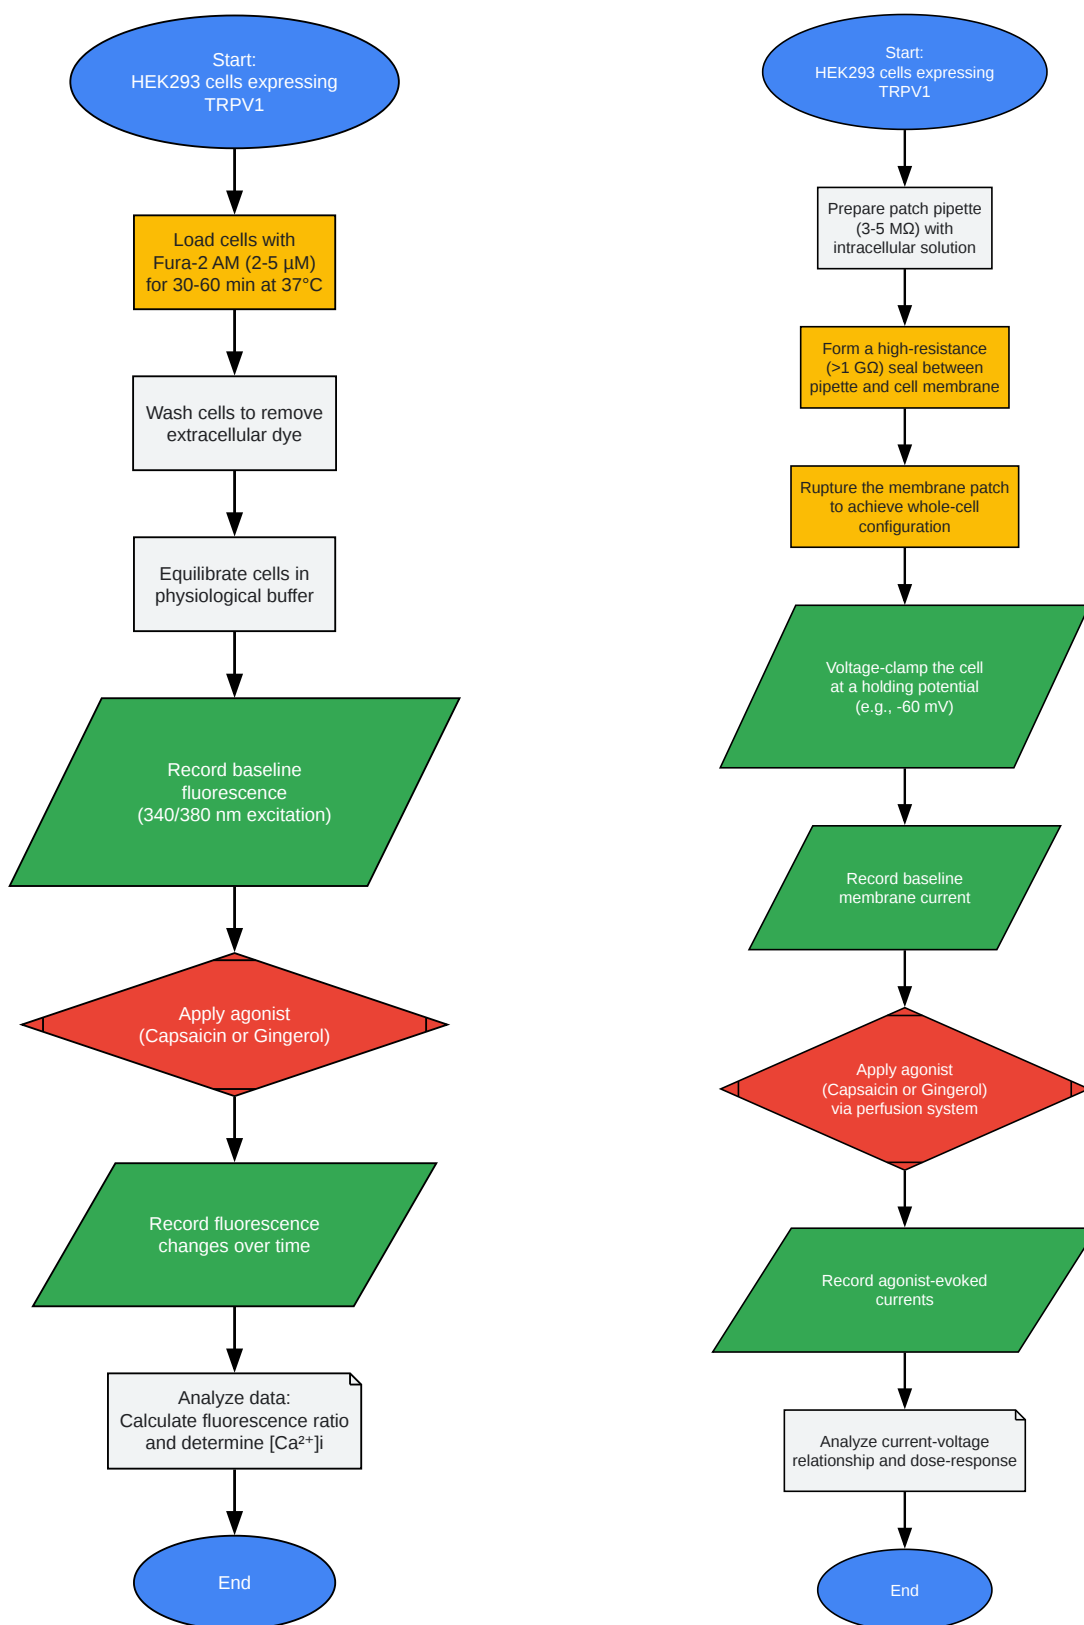 Start:
HEK293 cells expressing
TRPV1
Load cells with
Fura-2 AM (2-5 µM)
for 30-60 min at 37°C
Wash cells to remove
extracellular dye
Equilibrate cells in
physiological buffer
Record baseline
fluorescence
(340/380 nm excitation)
Apply agonist
(Capsaicin or Gingerol)
Record fluorescence
changes over time
Analyze data:
Calculate fluorescence ratio
and determine [Ca²⁺]i
End
Start:
HEK293 cells expressing
TRPV1
Prepare patch pipette
(3-5 MΩ) with
intracellular solution
Form a high-resistance
(>1 GΩ) seal between
pipette and cell membrane
Rupture the membrane patch
to achieve whole-cell
configuration
Voltage-clamp the cell
at a holding potential
(e.g., -60 mV)
Record baseline
membrane current
Apply agonist
(Capsaicin or Gingerol)
via perfusion system
Record agonist-evoked
currents
Analyze current-voltage
relationship and dose-response
End